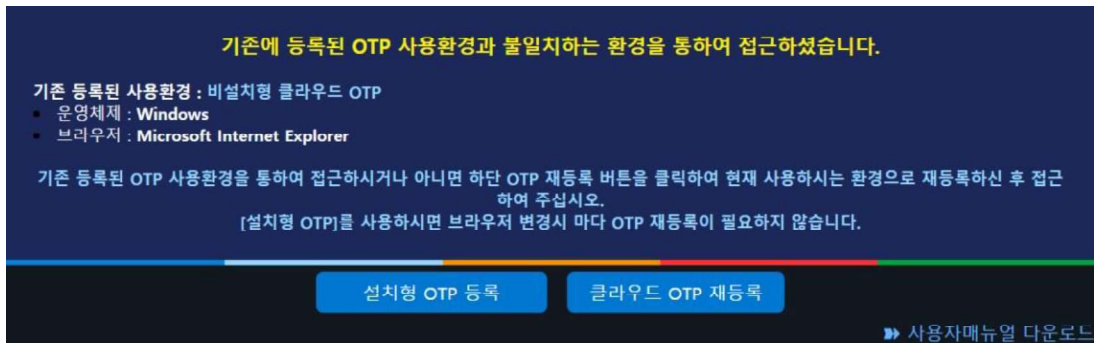 기존에 등록된 OTP 사용환경과 불일치하는 환경을 통하여 접근하셨습니다.
기존 등록된 사용환경 : 비설치형 클라우드 OTP
▪ 운영체제 : Windows
▪ 브라우저 : Microsoft Internet Explorer
기존 등록된 OTP 사용환경을 통하여 접근하시거나 아니면 하단 OTP 재등록 버튼을 클릭하여 현재 사용하시는 환경으로 재등록하신 후 접근
하여 주십시오.
[설치형 OTP]를 사용하시면 브라우저 변경시 마다 OTP 재등록이 필요하지 않습니다.
설치형 OTP 등록
클라우드 OTP 재등록
사용자매뉴얼 다운로드